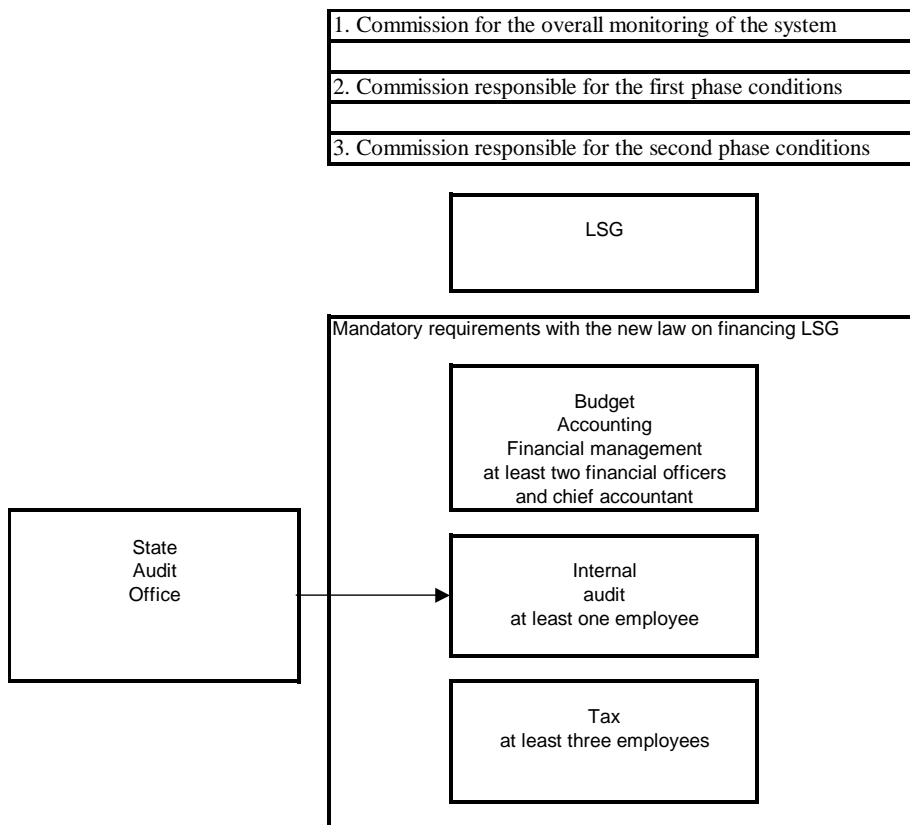 1. Commission for the overall monitoring of the system
2. Commission responsible for the first phase conditions
3. Commission responsible for the second phase conditions
LSG
Mandatory requirements with the new law on financing LSG
Budget
Accounting
Financial management
at least two financial officers
and chief accountant
State
Audit
Office
Internal
audit
at least one employee
Tax
at least three employees